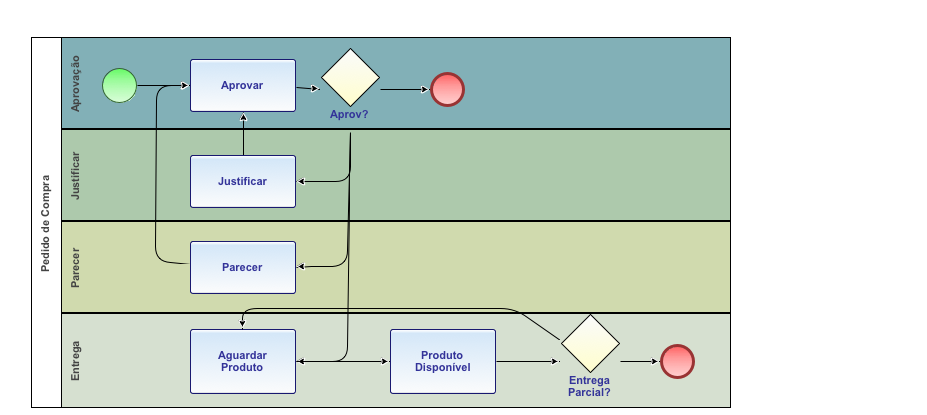 Pedido de Compra
Aprovação
Aprovar
Aprov?
Justificar
Justificar
Parecer
Parecer
Entrega
Aguardar
Produto
Produto
Disponível
Entrega
Parcial?